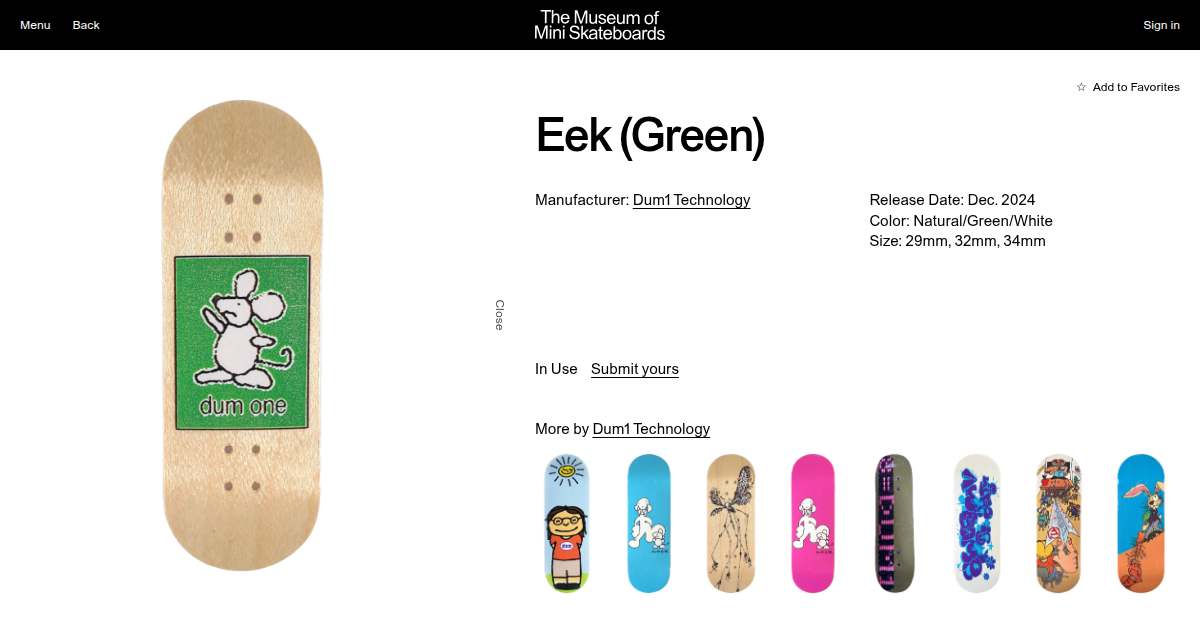 Menu
Back
The Museum of
Mini Skateboards
Sign in
☆ Add to Favorites
Eek (Green)
Manufacturer: Dum1 Technology
Release Date: Dec. 2024
Color: Natural/Green/White
Size: 29mm, 32mm, 34mm
dum one
Close
In Use Submit yours
More by Dum1 Technology